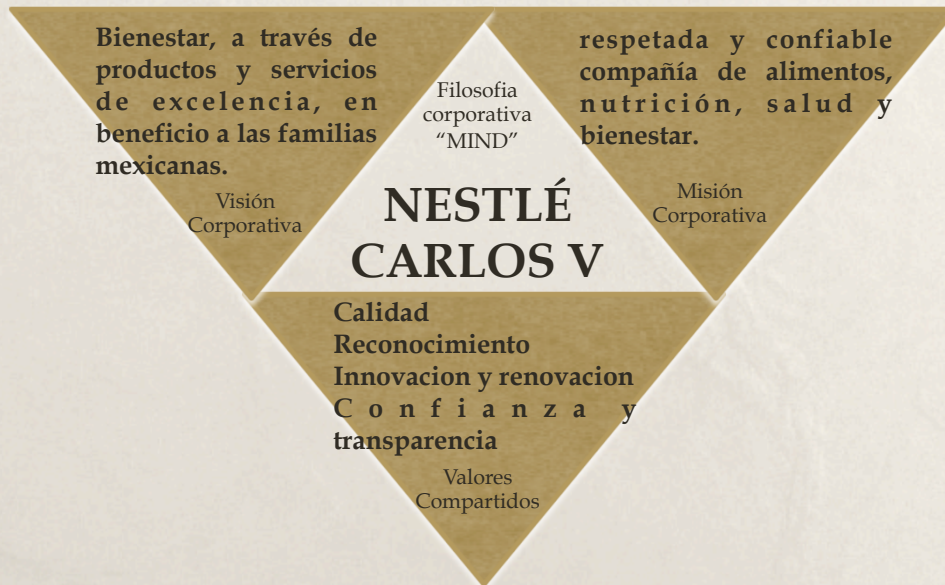 Bienestar, a través de
productos y servicios
de excelencia, en
beneficio a las familias
mexicanas.
Visión
Corporativa
Filosofia
corporativa
“MIND”
NESTLÉ
CARLOS V
respetada y confiable
compañía de alimentos,
nutrición, salud y
bienestar.
Misión
Corporativa
Calidad
Reconocimiento
Innovacion y renovacion
Confianza y
transparencia
Valores
Compartidos